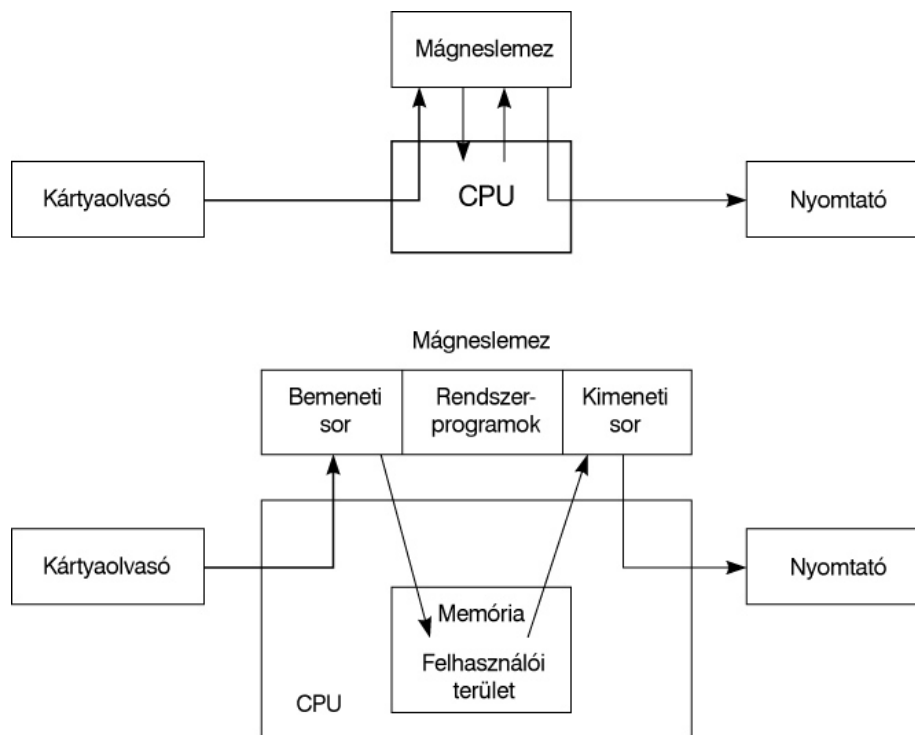 Mágneslemez
Kártyaolvasó
CPU
Nyomtató
Mágneslemez
Bemeneti
sor
Rendszer-
programok
Kimeneti
sor
Kártyaolvasó
Nyomtató
Memória
Felhasználói
terület
CPU